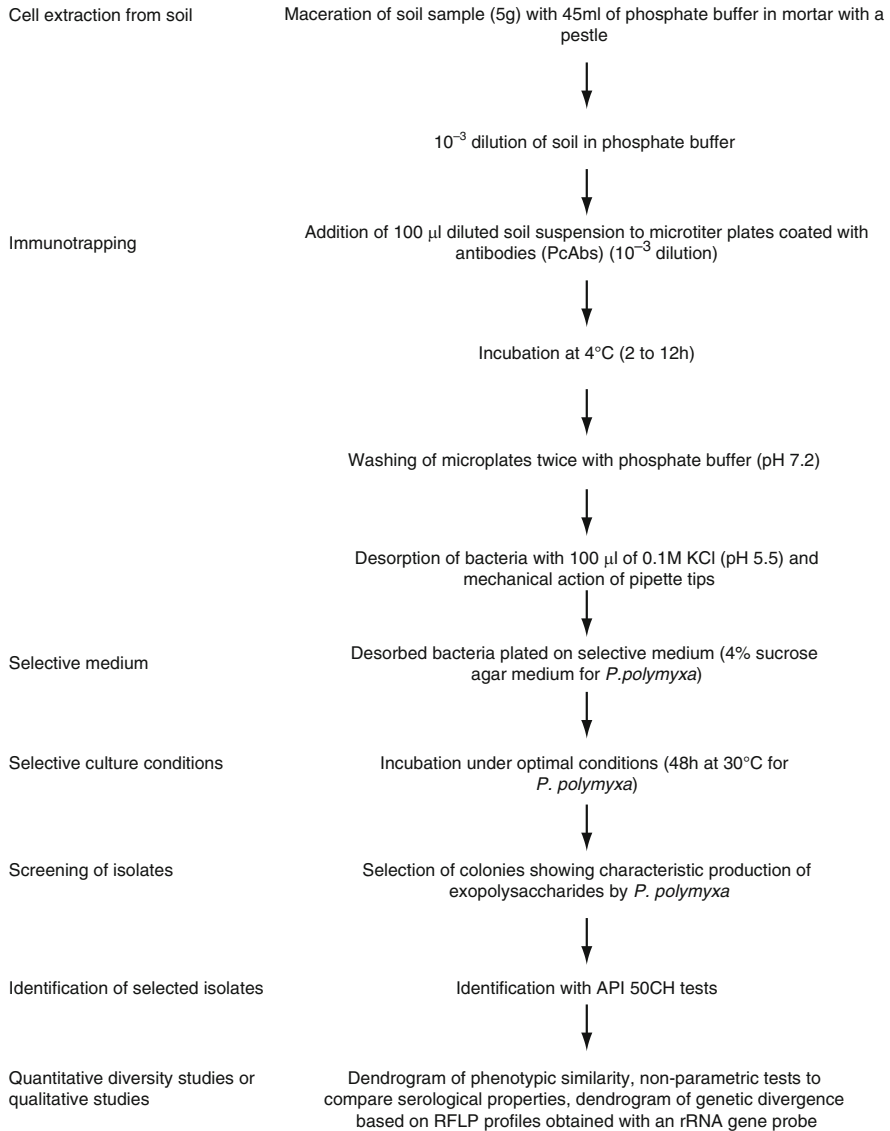 Cell extraction from soil
Maceration of soil sample (5g) with 45ml of phosphate buffer in mortar with a
pestle
10⁻³ dilution of soil in phosphate buffer
Immunotrapping
Addition of 100 µl diluted soil suspension to microtiter plates coated with
antibodies (PcAbs) (10⁻³ dilution)
Incubation at 4°C (2 to 12h)
Washing of microplates twice with phosphate buffer (pH 7.2)
Desorption of bacteria with 100 µl of 0.1M KCl (pH 5.5) and
mechanical action of pipette tips
Selective medium
Desorbed bacteria plated on selective medium (4% sucrose
agar medium for P.polymyxa)
Selective culture conditions
Incubation under optimal conditions (48h at 30°C for
P. polymyxa)
Screening of isolates
Selection of colonies showing characteristic production of
exopolysaccharides by P. polymyxa
Identification of selected isolates
Identification with API 50CH tests
Quantitative diversity studies or
qualitative studies
Dendrogram of phenotypic similarity, non-parametric tests to
compare serological properties, dendrogram of genetic divergence
based on RFLP profiles obtained with an rRNA gene probe